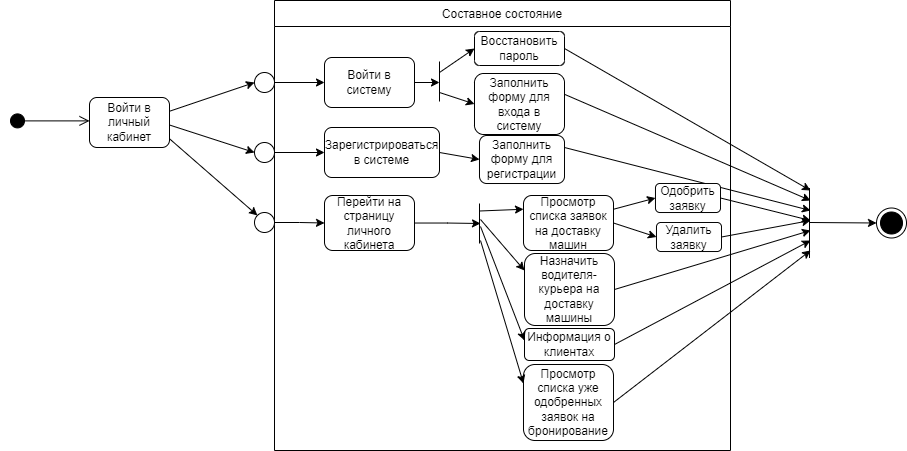 Составное состояние
Войти в
личный
кабинет
Войти в
систему
Восстановить
пароль
Заполнить
форму для
входа в
систему
Зарегистрироваться
в системе
Заполнить
форму для
регистрации
Перейти на
страницу
личного
кабинета
Просмотр
списка заявок
на доставку
машин
Одобрить
заявку
Удалить
заявку
Назначить
водителя-
курьера на
доставку
машины
Информация о
клиентах
Просмотр
списка уже
одобренных
заявок на
бронирование